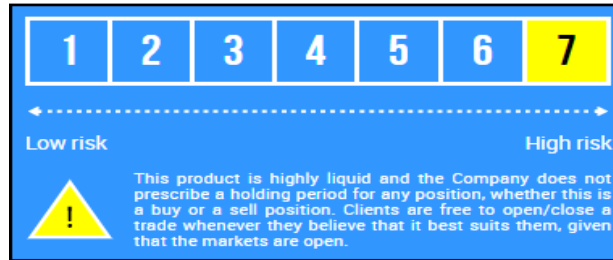 1 2 3 4 5 6 7
Low risk High risk
This product is highly liquid and the Company does not
prescribe a holding period for any position, whether this is
a buy or a sell position. Clients are free to open/close a
trade whenever they believe that it best suits them, given
that the markets are open.
!